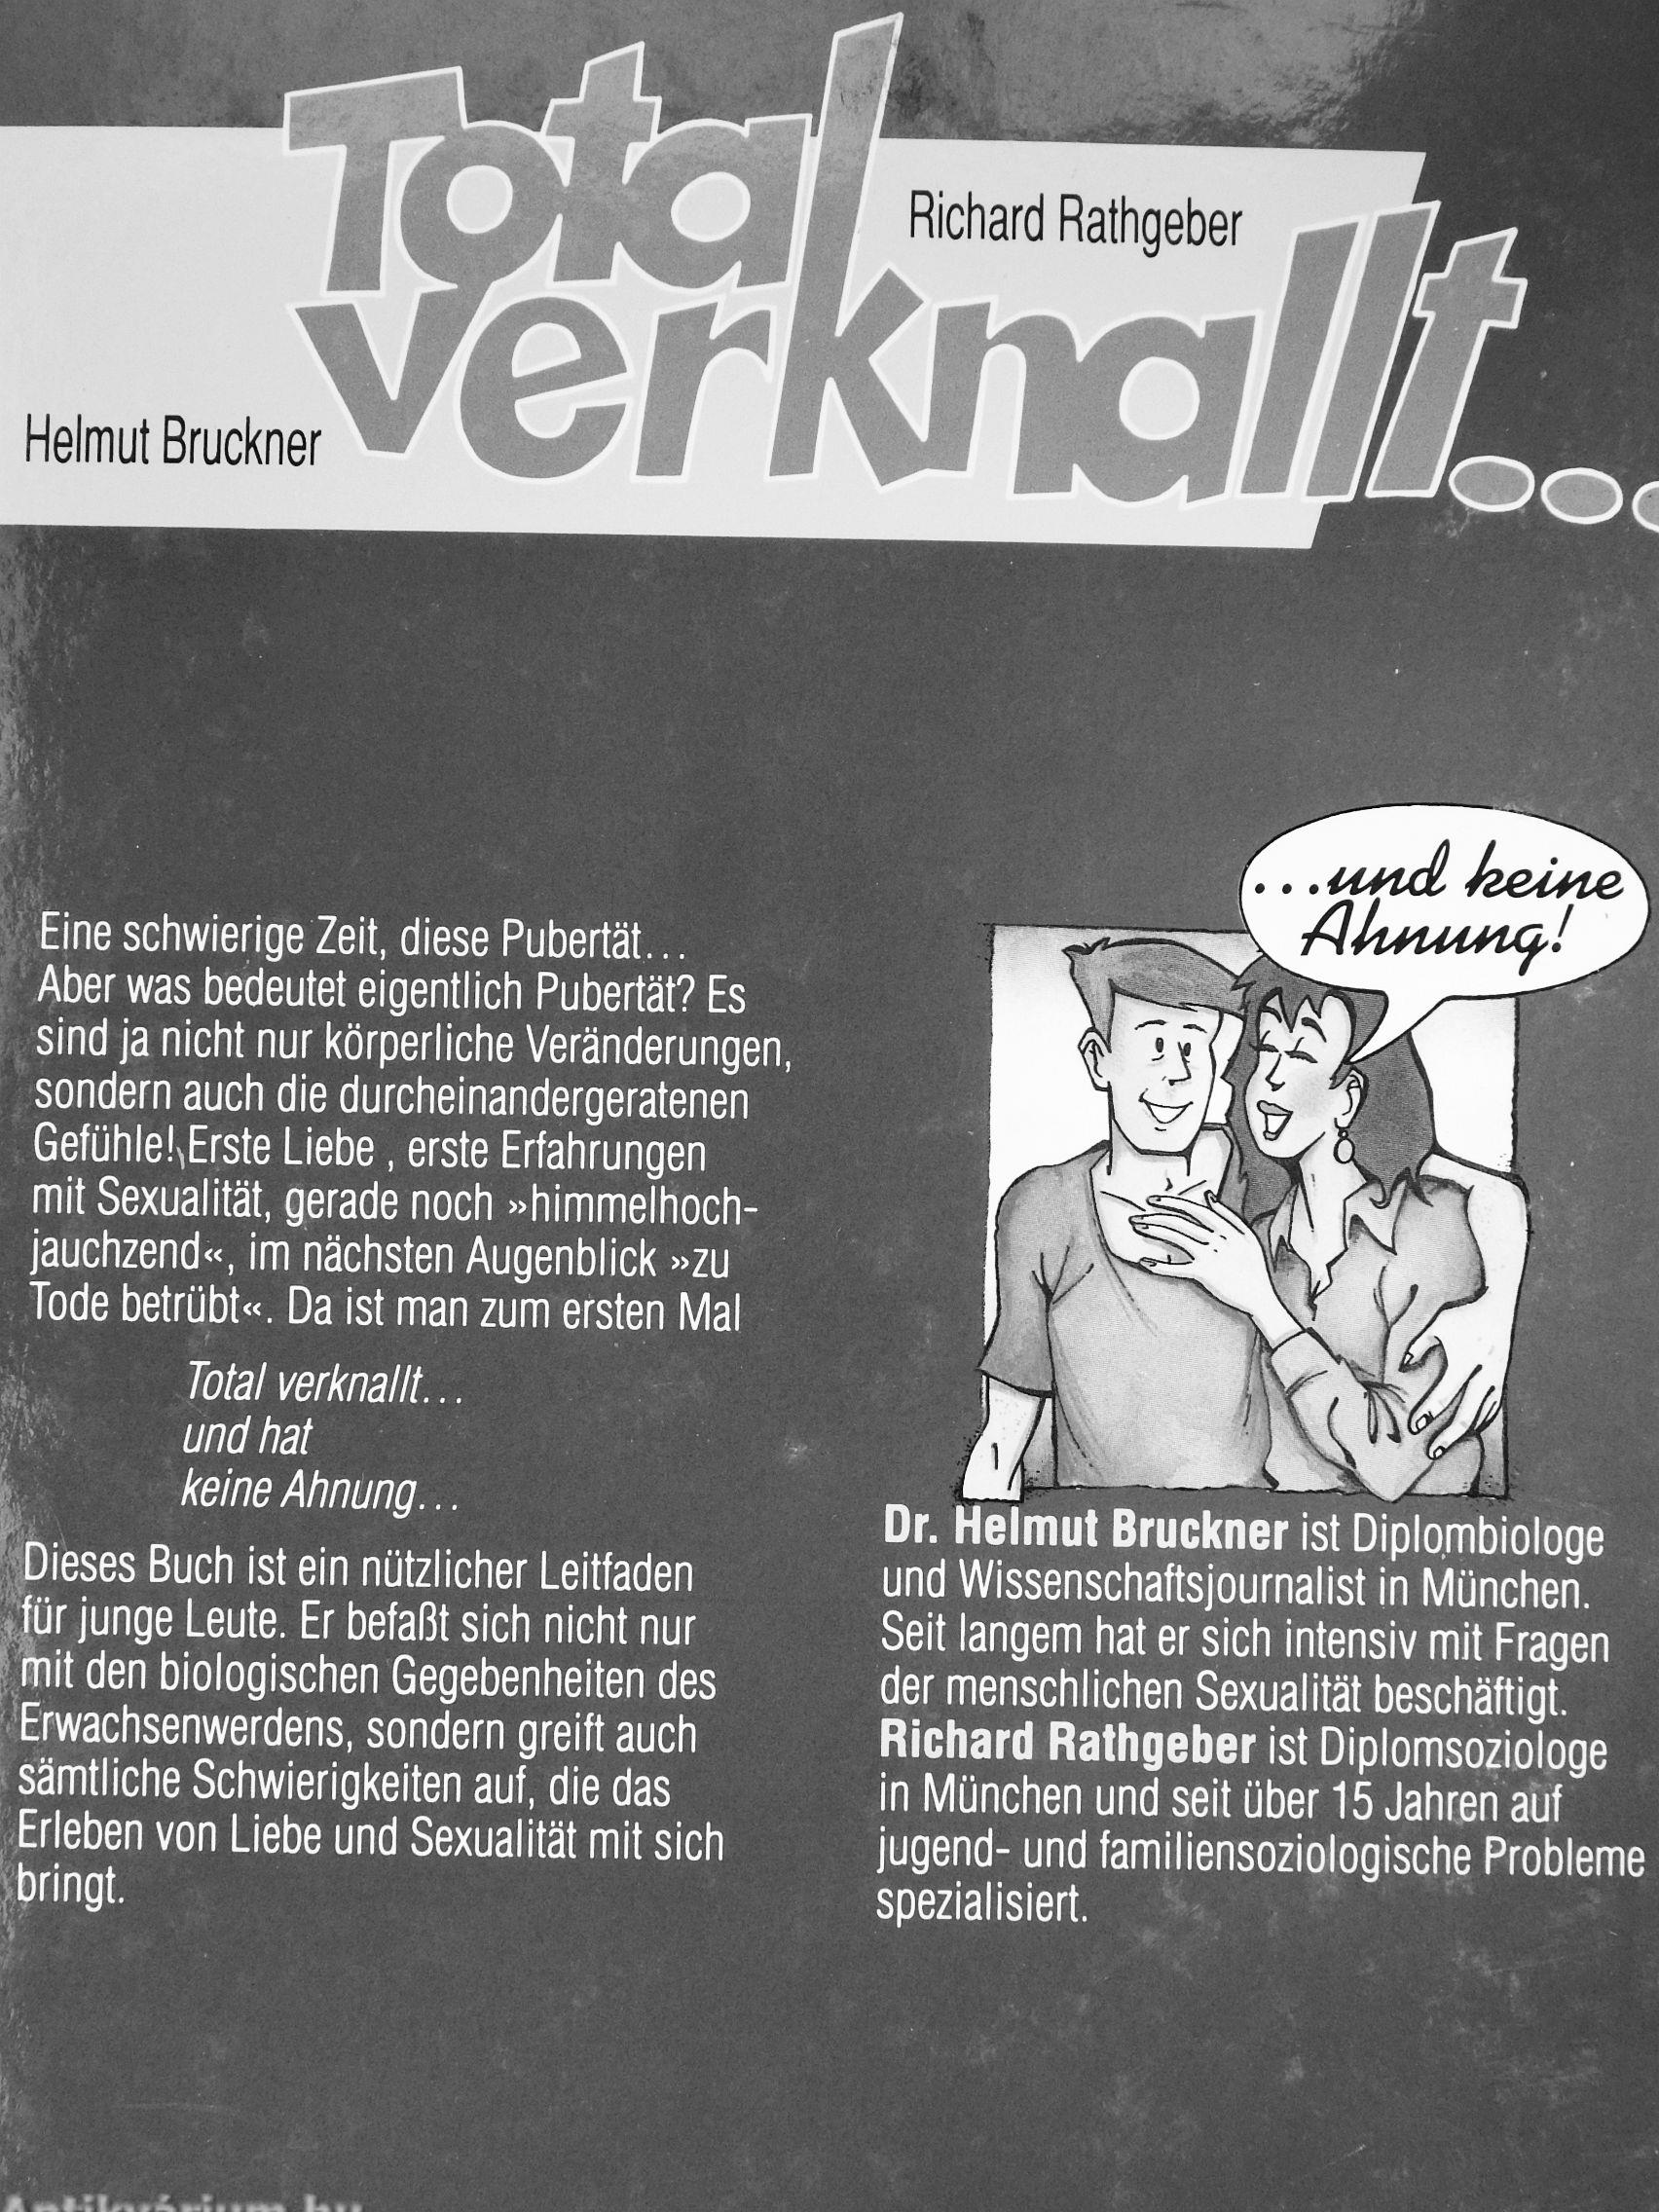 Total
Richard Rathgeber
verknallt...
Helmut Bruckner
...und keine
Ahnung!
Eine schwierige Zeit, diese Pubertät...
Aber was bedeutet eigentlich Pubertät? Es
sind ja nicht nur körperliche Veränderungen,
sondern auch die durcheinandergeratenen
Gefühle! Erste Liebe , erste Erfahrungen
mit Sexualität, gerade noch »himmelhoch-
jauchzend«, im nächsten Augenblick »zu
Tode betrübt«. Da ist man zum ersten Mal
Total verknallt...
und hat
keine Ahnung...
Dieses Buch ist ein nützlicher Leitfaden
für junge Leute. Er befaßt sich nicht nur
mit den biologischen Gegebenheiten des
Erwachsenwerdens, sondern greift auch
sämtliche Schwierigkeiten auf, die das
Erleben von Liebe und Sexualität mit sich
bringt.
Dr. Helmut Bruckner ist Diplombiologe
und Wissenschaftsjournalist in München.
Seit langem hat er sich intensiv mit Fragen
der menschlichen Sexualität beschäftigt.
Richard Rathgeber ist Diplomsoziologe
in München und seit über 15 Jahren auf
jugend- und familiensoziologische Probleme
spezialisiert.
Antikvárium.hu